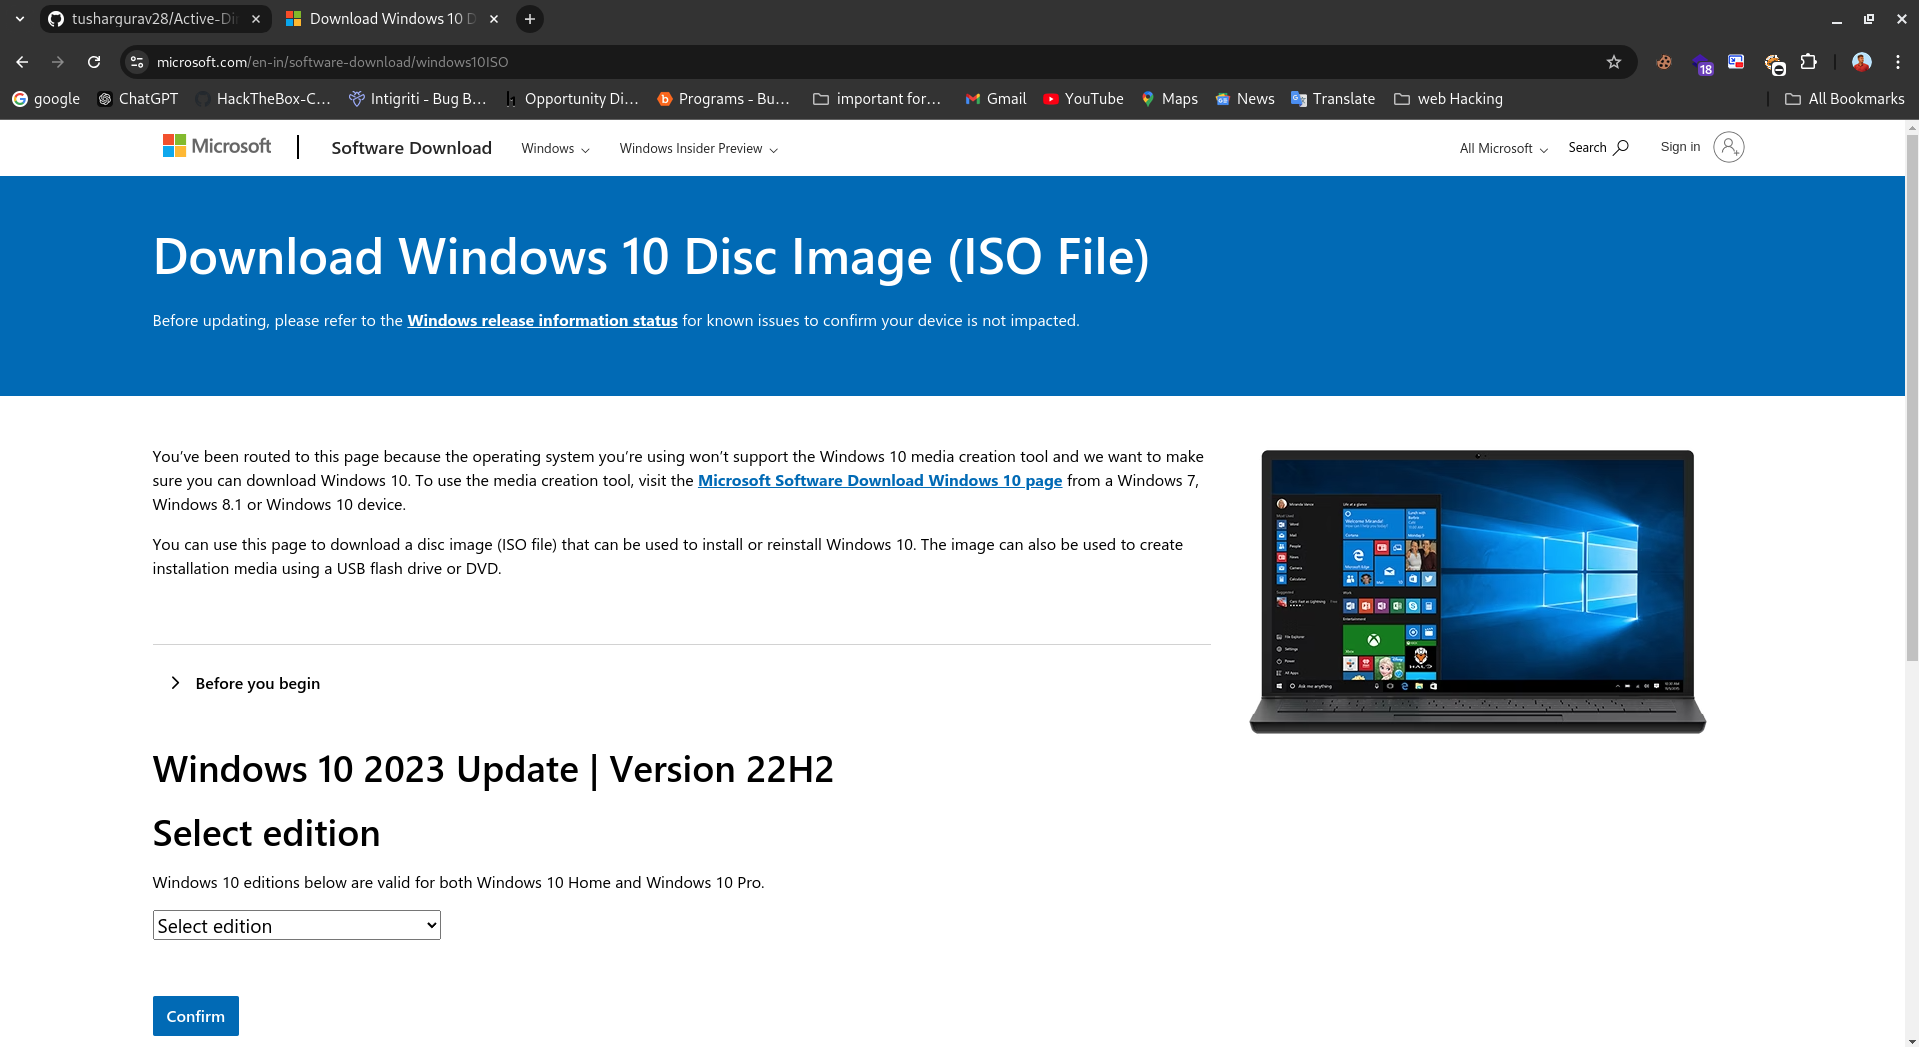 tushargurav28/Active-Dir
Download Windows 10 D
microsoft.com/en-in/software-download/windows10ISO
18
google
ChatGPT
HackTheBox-C...
Intigriti - Bug B...
Opportunity Di...
Programs - Bu...
important for...
Gmail
YouTube
Maps
News
Translate
web Hacking
All Bookmarks
Microsoft
Software Download
Windows
Windows Insider Preview
All Microsoft
Search
Sign in
Download Windows 10 Disc Image (ISO File)
Before updating, please refer to the Windows release information status for known issues to confirm your device is not impacted.
You’ve been routed to this page because the operating system you’re using won’t support the Windows 10 media creation tool and we want to make
sure you can download Windows 10. To use the media creation tool, visit the Microsoft Software Download Windows 10 page from a Windows 7,
Windows 8.1 or Windows 10 device.
You can use this page to download a disc image (ISO file) that can be used to install or reinstall Windows 10. The image can also be used to create
installation media using a USB flash drive or DVD.
Before you begin
Windows 10 2023 Update | Version 22H2
Select edition
Windows 10 editions below are valid for both Windows 10 Home and Windows 10 Pro.
Select edition
Confirm